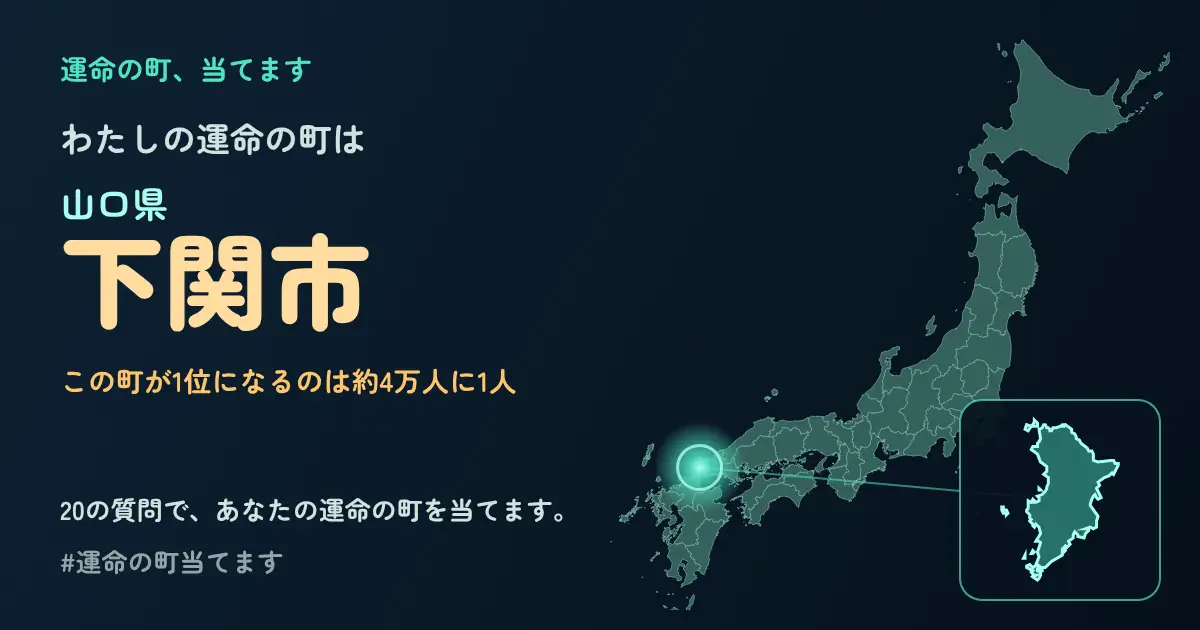 運命の町、当てます
わたしの運命の町は
山口県
下関市
この町が1位になるのは約4万人に1人
20の質問で、あなたの運命の町を当てます。
#運命の町当てます